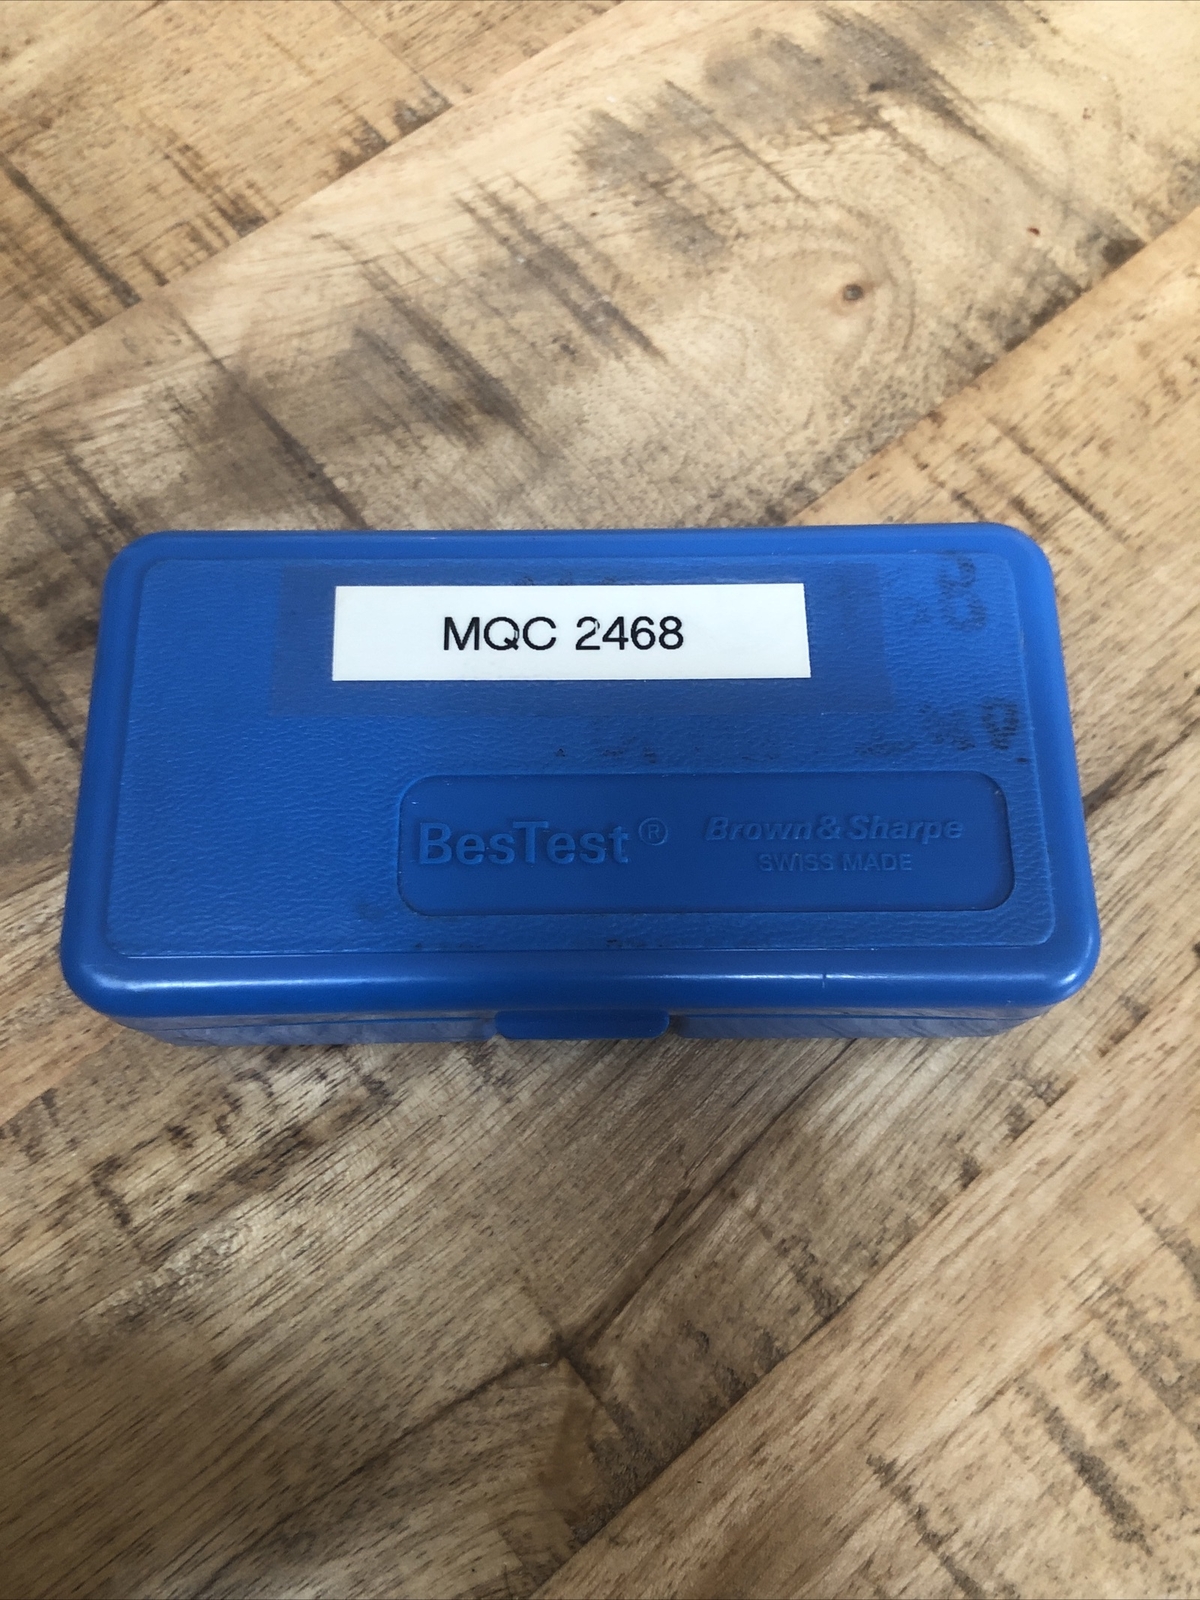 MQC 2468
BesTest® Brown & Sharpe
SWISS MADE